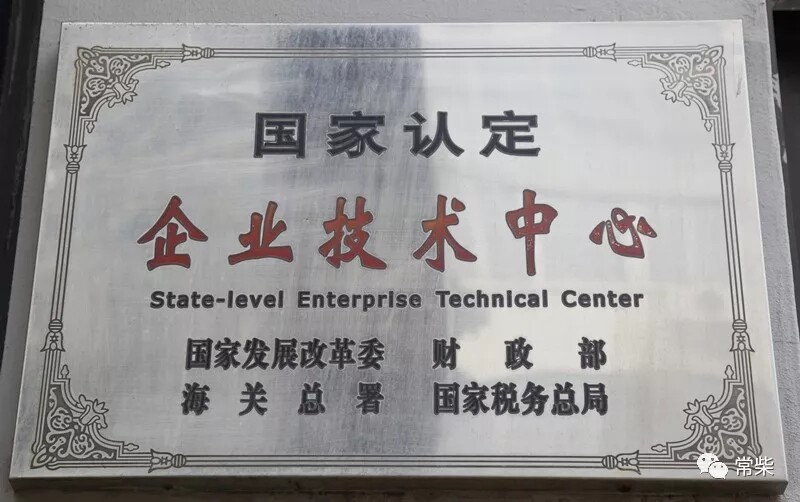 国家认定
企业技术中心
State-level Enterprise Technical Center
国家发展改革委 财政部
海关总署 国家税务总局
常柴